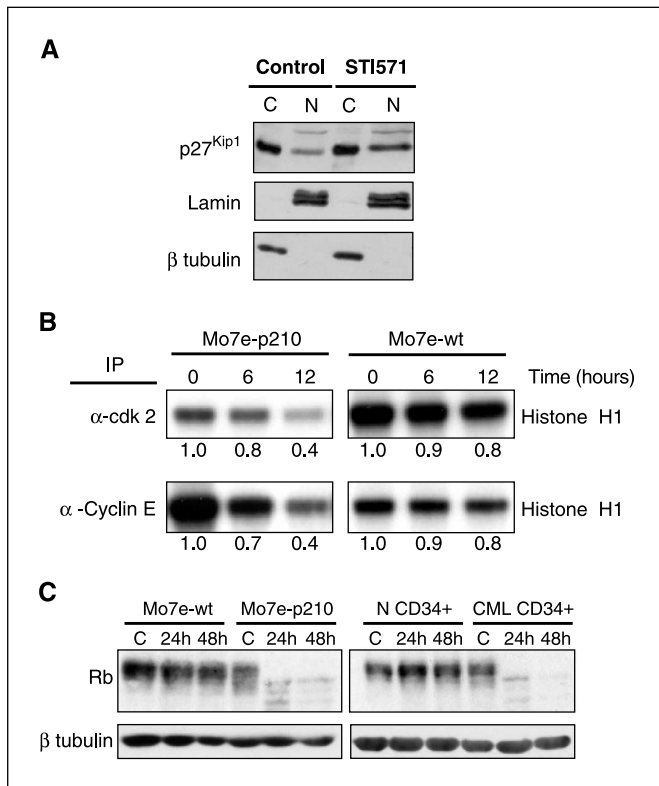 A
Control STI571
C N C N
p27Kip1
Lamin
β tubulin
B
Mo7e-p210 Mo7e-wt
IP
0 6 12 0 6 12 Time (hours)
α-cdk 2 Histone H1
1.0 0.8 0.4 1.0 0.9 0.8
α -Cyclin E Histone H1
1.0 0.7 0.4 1.0 0.9 0.8
C
Mo7e-wt Mo7e-p210 N CD34+ CML CD34+
C 24h 48h C 24h 48h C 24h 48h C 24h 48h
Rb
β tubulin